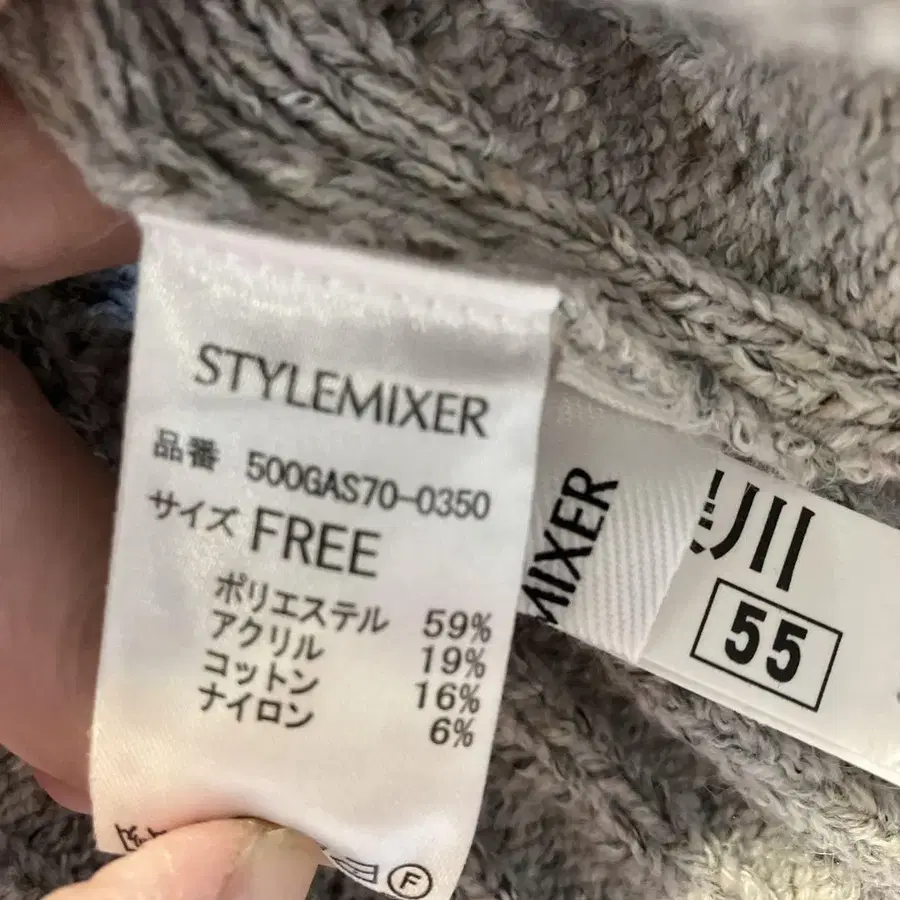 STYLEMIXER
品番 500GAS70-0350
サイズ FREE
ポリエステル 59%
アクリル 19%
コットン 16%
ナイロン 6%
F
MIXER
55